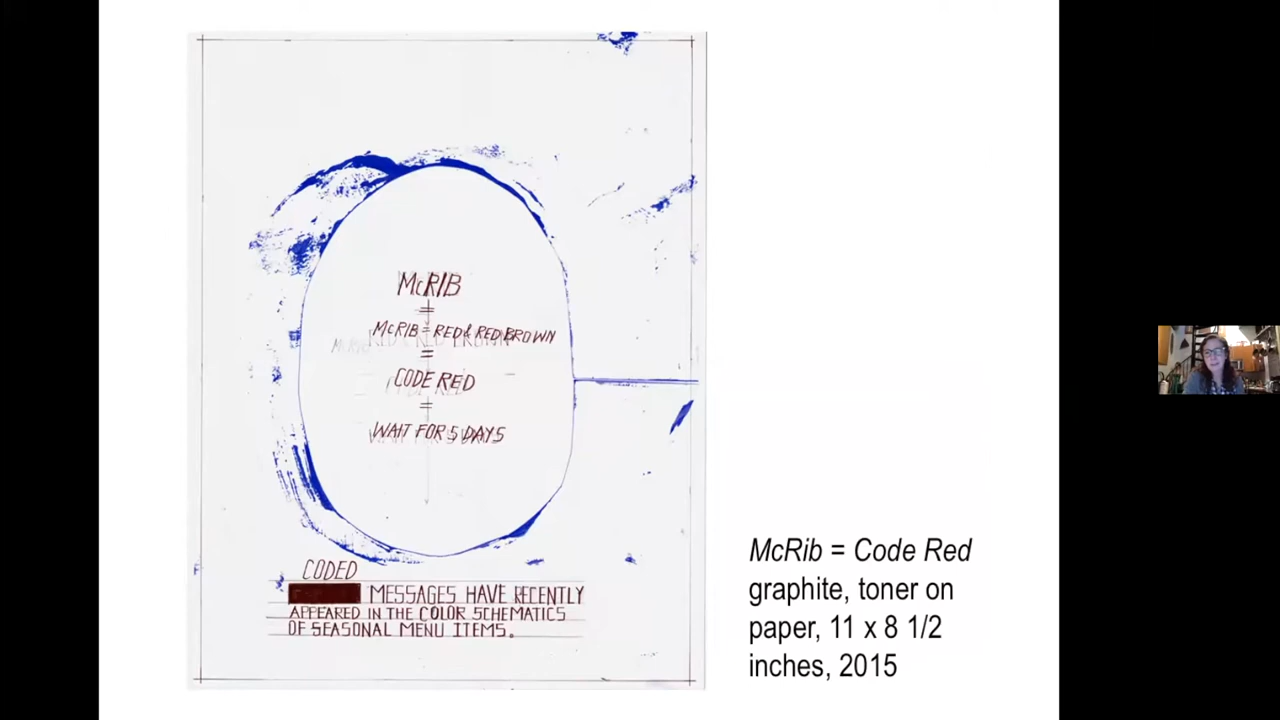 McRIB
=
McRIB = RED & RED BROWN
=
CODE RED
=
WAIT FOR 5 DAYS
CODED
MESSAGES HAVE RECENTLY
APPEARED IN THE COLOR SCHEMATICS
OF SEASONAL MENU ITEMS.
McRib = Code Red
graphite, toner on
paper, 11 x 8 1/2
inches, 2015